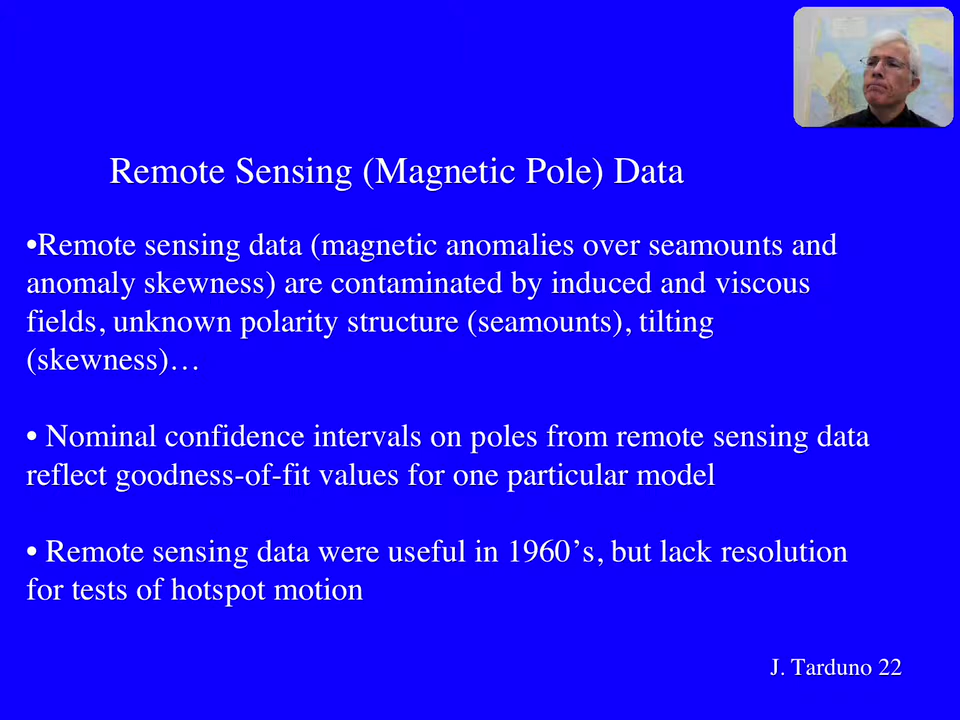 Remote Sensing (Magnetic Pole) Data
•Remote sensing data (magnetic anomalies over seamounts and
anomaly skewness) are contaminated by induced and viscous
fields, unknown polarity structure (seamounts), tilting
(skewness)…
• Nominal confidence intervals on poles from remote sensing data
reflect goodness-of-fit values for one particular model
• Remote sensing data were useful in 1960’s, but lack resolution
for tests of hotspot motion
J. Tarduno 22